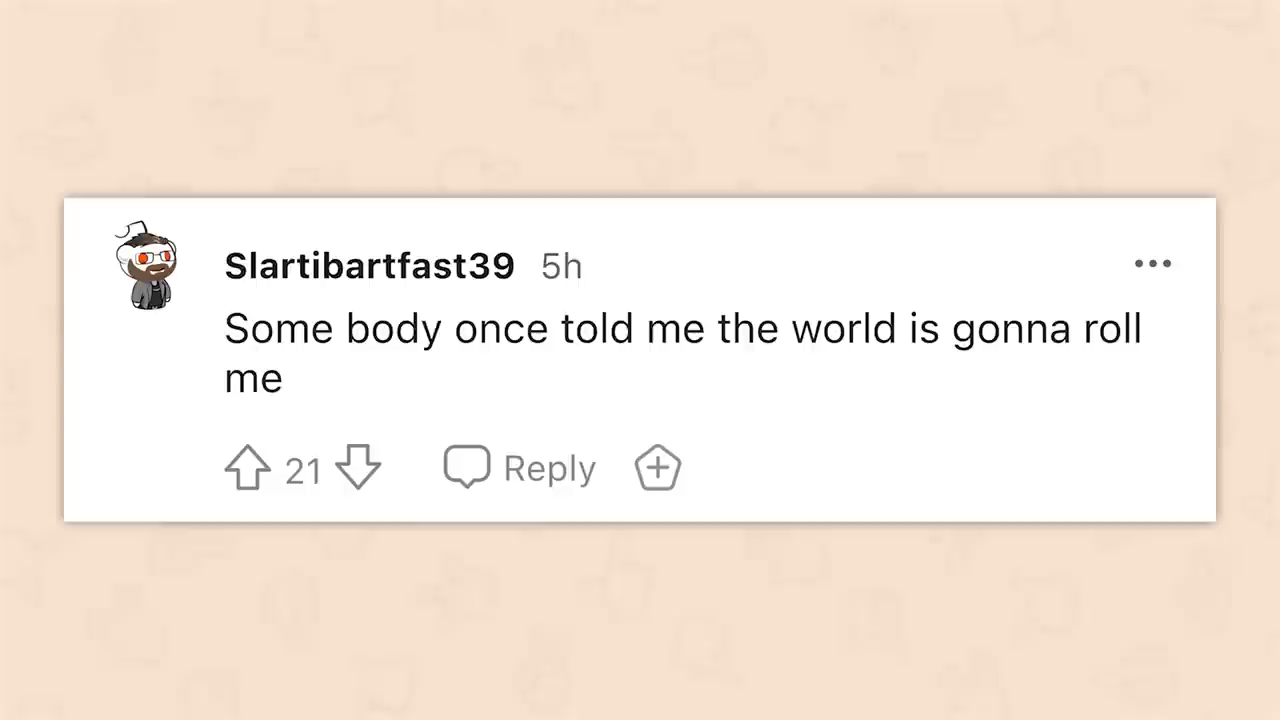 Slartibartfast39 5h
Some body once told me the world is gonna roll
me
21 Reply